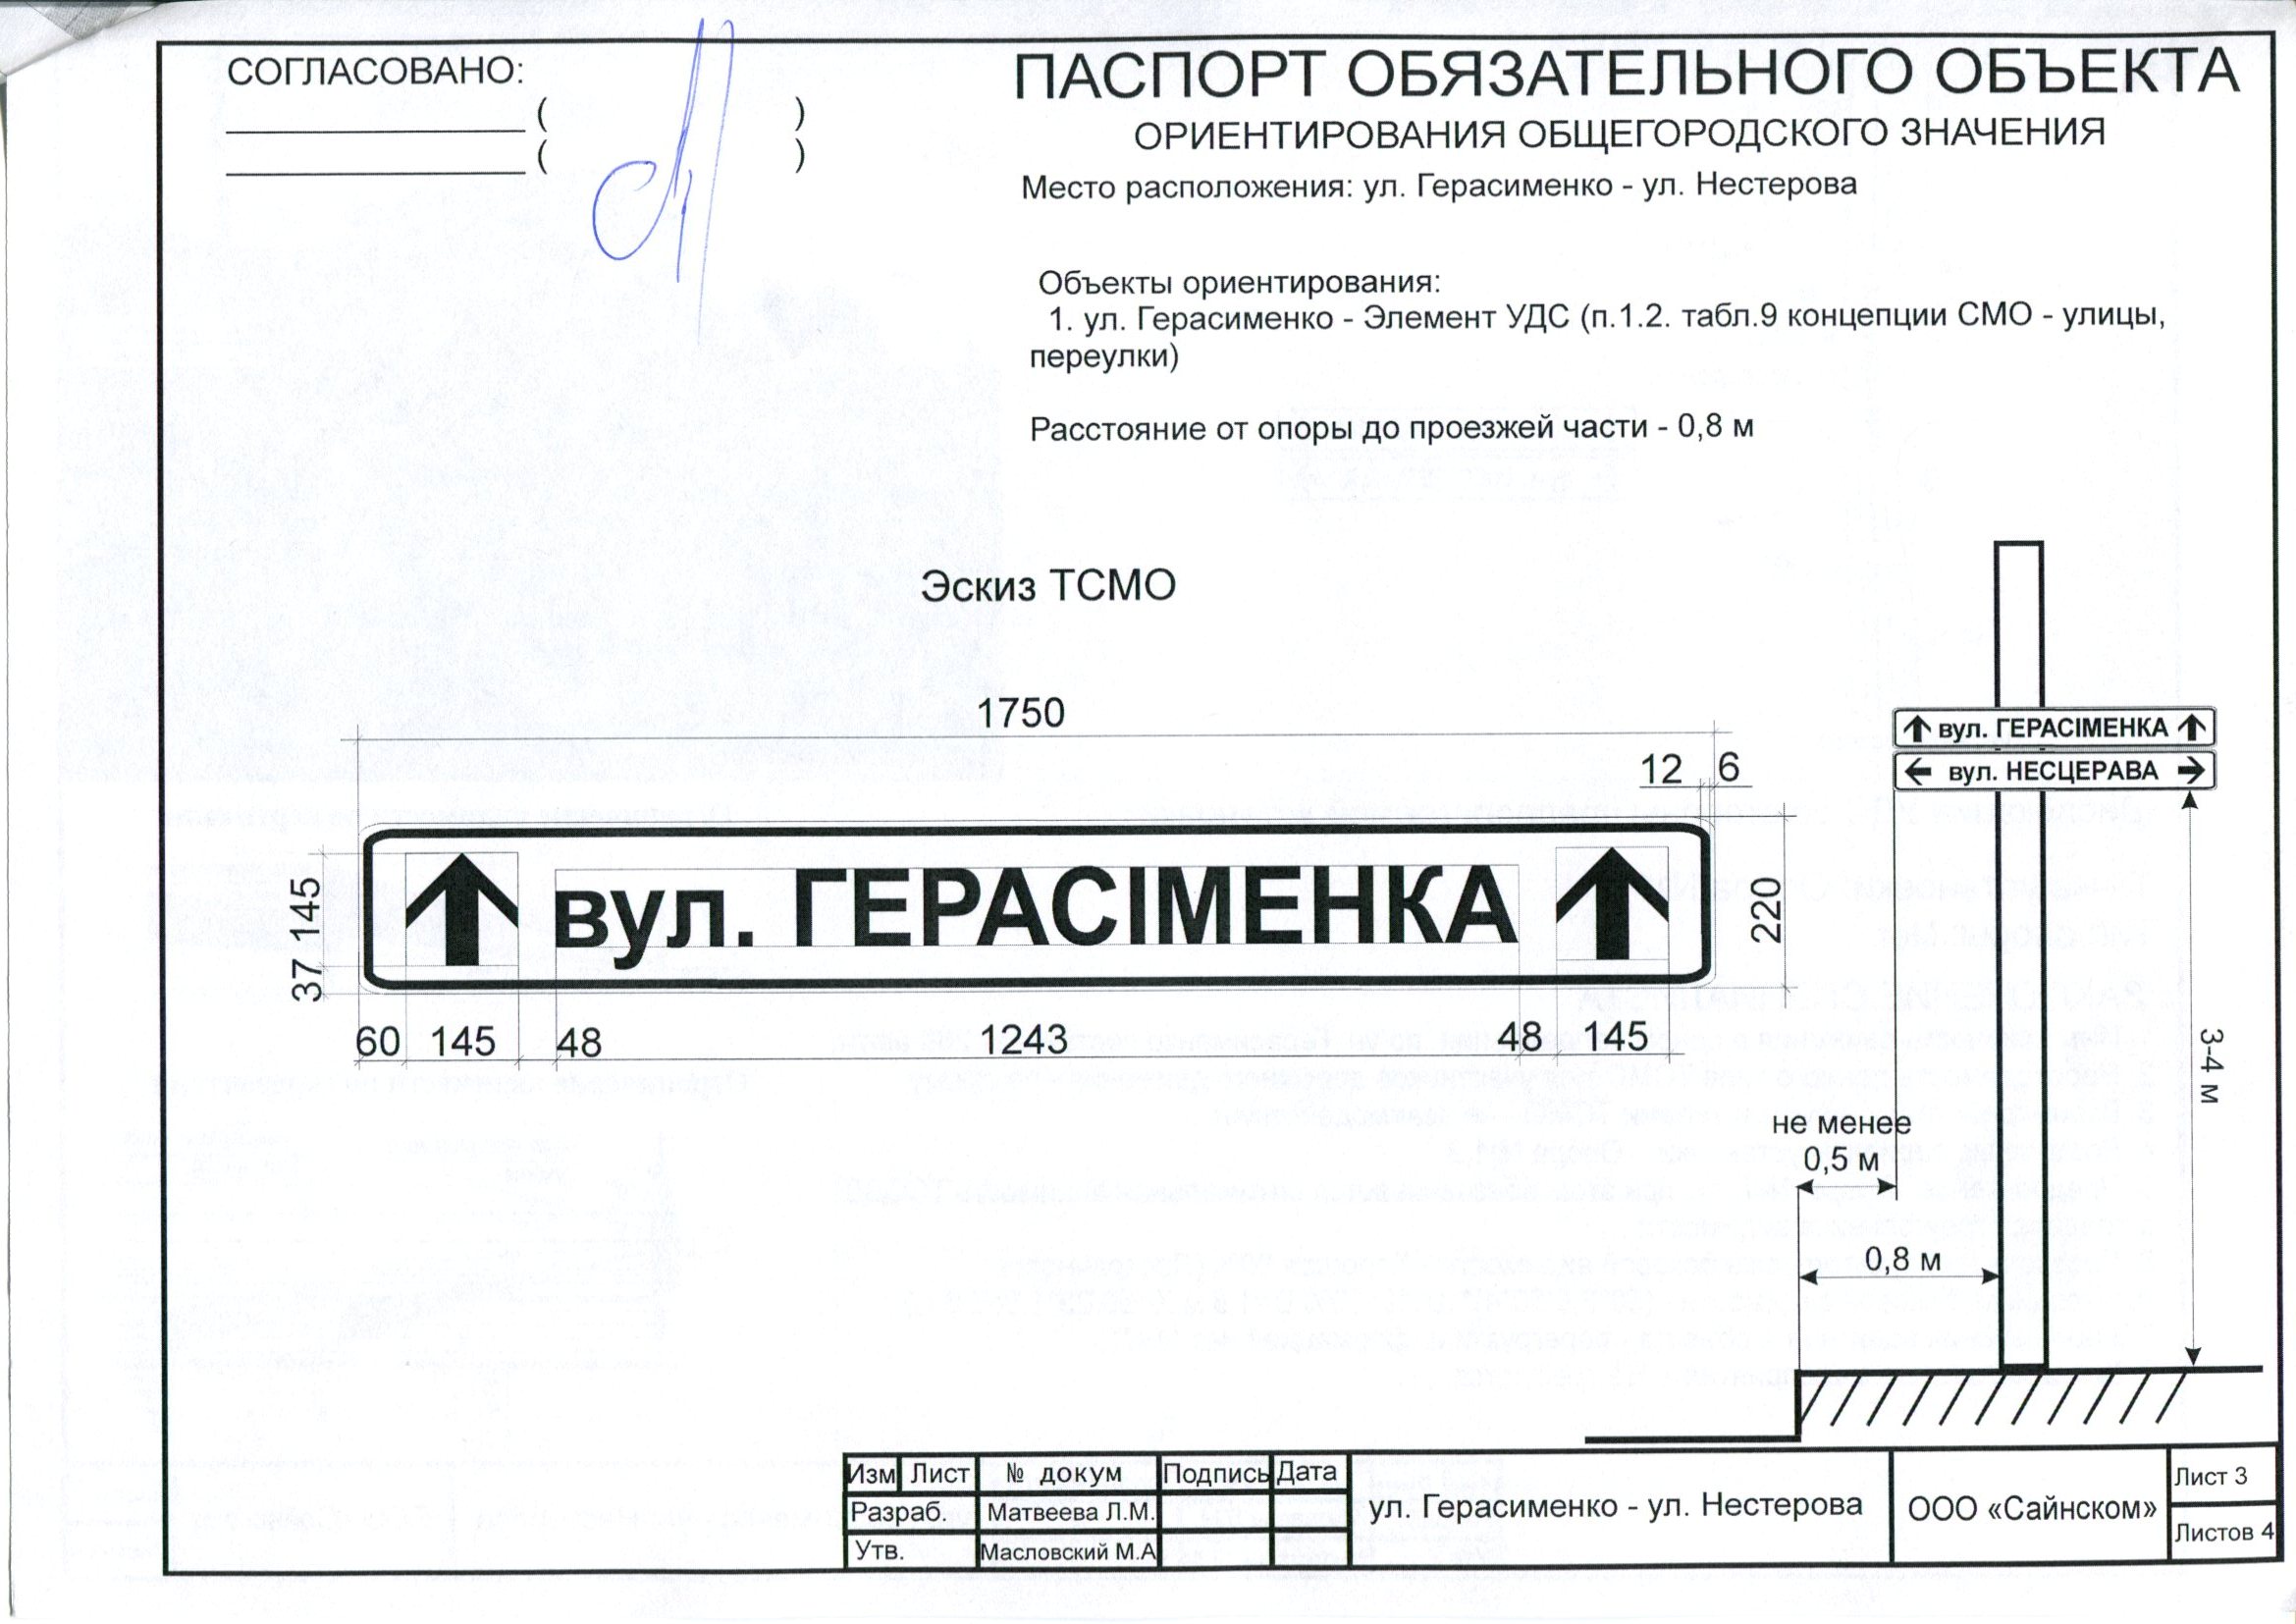 СОГЛАСОВАНО:
( )
( )
ПАСПОРТ ОБЯЗАТЕЛЬНОГО ОБЪЕКТА
ОРИЕНТИРОВАНИЯ ОБЩЕГОРОДСКОГО ЗНАЧЕНИЯ
Место расположения: ул. Герасименко - ул. Нестерова
Объекты ориентирования:
1. ул. Герасименко - Элемент УДС (п.1.2. табл.9 концепции СМО - улицы,
переулки)
Расстояние от опоры до проезжей части - 0,8 м
Эскиз ТСМО
1750
12 6
вул. ГЕРАСІМЕНКА
145
37
220
60 145 48 1243 48 145
вул. ГЕРАСІМЕНКА
вул. НЕСЦЕРАВА
3-4 м
не менее
0,5 м
0,8 м
Изм Лист № докум Подпись Дата
Разраб. Матвеева Л.М.
Утв. Масловский М.А
ул. Герасименко - ул. Нестерова
ООО «Сайнском»
Лист 3
Листов 4